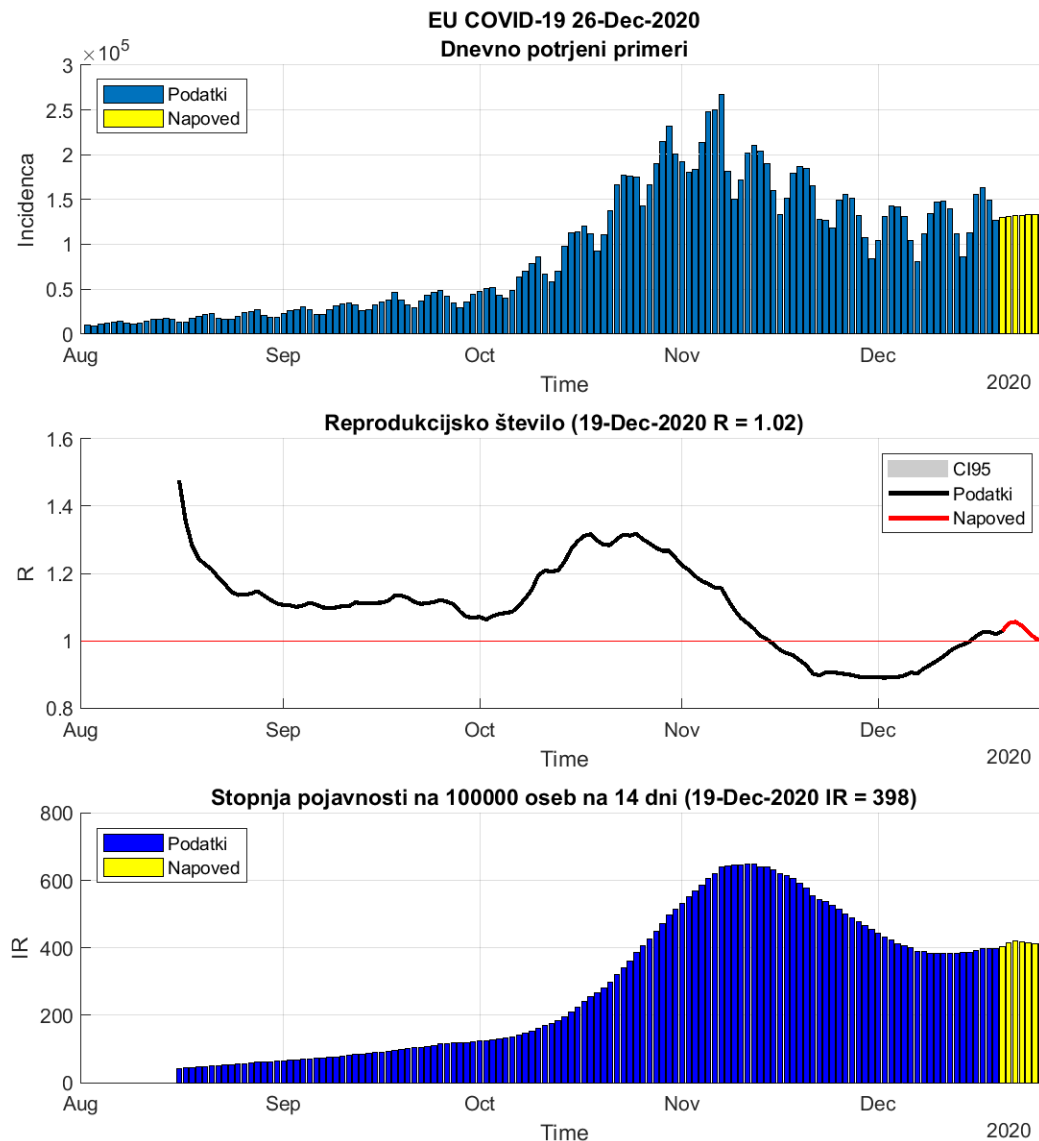 EU COVID-19 26-Dec-2020
Dnevno potrjeni primeri
×10^5
3
2.5
2
1.5
1
0.5
0
Incidenca
Podatki
Napoved
Aug Sep Oct Nov Dec
Time
2020
Reprodukcijsko število (19-Dec-2020 R = 1.02)
1.6
1.4
1.2
1
0.8
R
CI95
Podatki
Napoved
Aug Sep Oct Nov Dec
Time
2020
Stopnja pojavnosti na 100000 oseb na 14 dni (19-Dec-2020 IR = 398)
800
600
400
200
0
IR
Podatki
Napoved
Aug Sep Oct Nov Dec
Time
2020